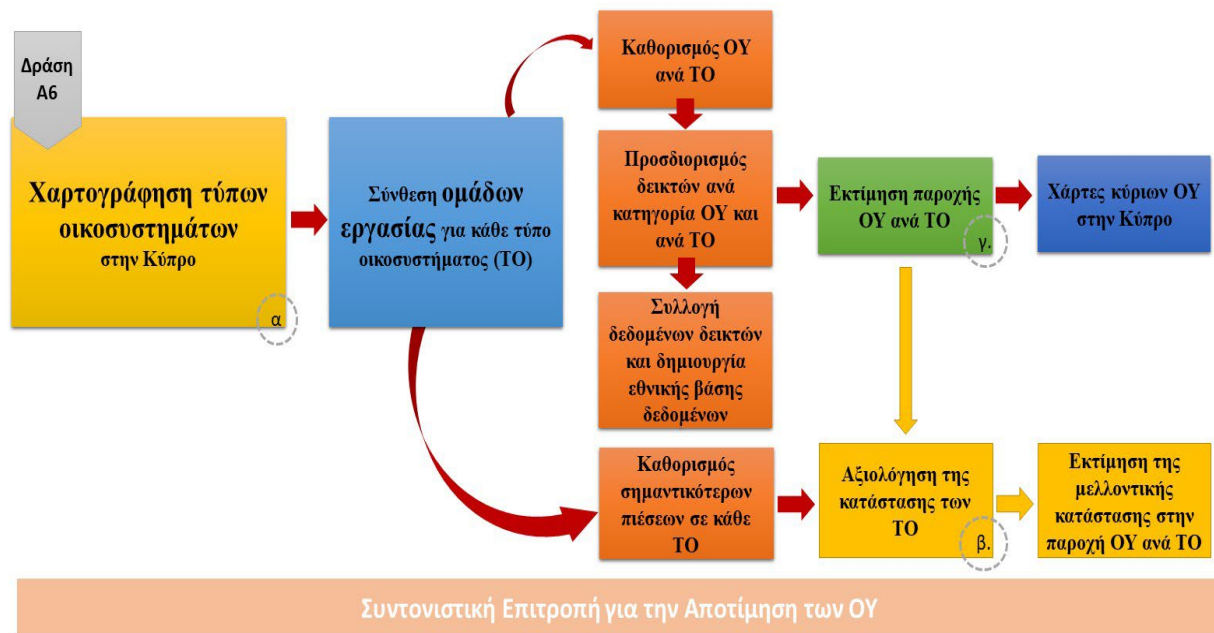 Δράση
Α6
Χαρτογράφηση τύπων
οικοσυστημάτων
στην Κύπρο
α
Σύνθεση ομάδων
εργασίας για κάθε τύπο
οικοσυστήματος (ΤΟ)
Καθορισμός ΟΥ
ανά ΤΟ
Προσδιορισμός
δεικτών ανά
κατηγορία ΟΥ και
ανά ΤΟ
Συλλογή
δεδομένων δεικτών
και δημιουργία
εθνικής βάσης
δεδομένων
Καθορισμός
σημαντικότερων
πιέσεων σε κάθε
ΤΟ
Εκτίμηση παροχής
ΟΥ ανά ΤΟ
γ.
Χάρτες κύριων ΟΥ
στην Κύπρο
Αξιολόγηση της
κατάστασης των
ΤΟ
β.
Εκτίμηση της
μελλοντικής
κατάστασης στην
παροχή ΟΥ ανά ΤΟ
Συντονιστική Επιτροπή για την Αποτίμηση των ΟΥ